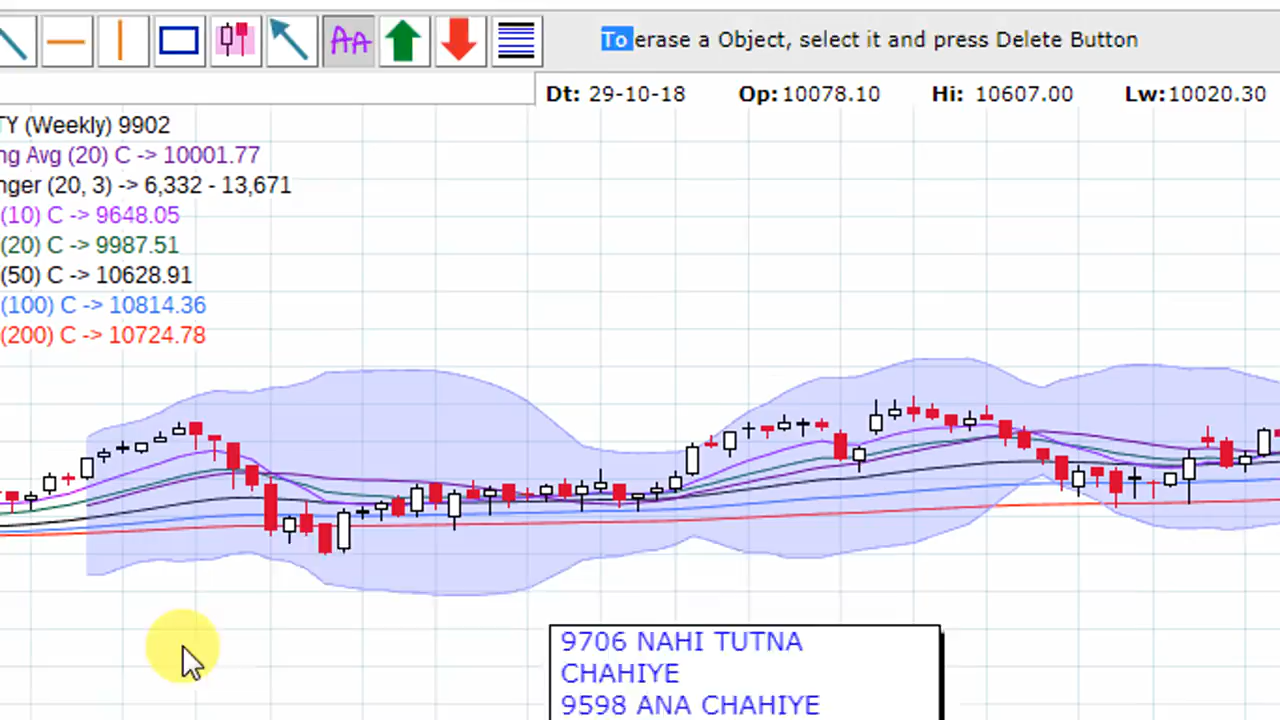 AA
To erase a Object, select it and press Delete Button
Dt: 29-10-18 Op:10078.10 Hi: 10607.00 Lw:10020.30
TY (Weekly) 9902
ng Avg (20) C -> 10001.77
nger (20, 3) -> 6,332 - 13,671
(10) C -> 9648.05
(20) C -> 9987.51
(50) C -> 10628.91
(100) C -> 10814.36
(200) C -> 10724.78
9706 NAHI TUTNA
CHAHIYE
9598 ANA CHAHIYE